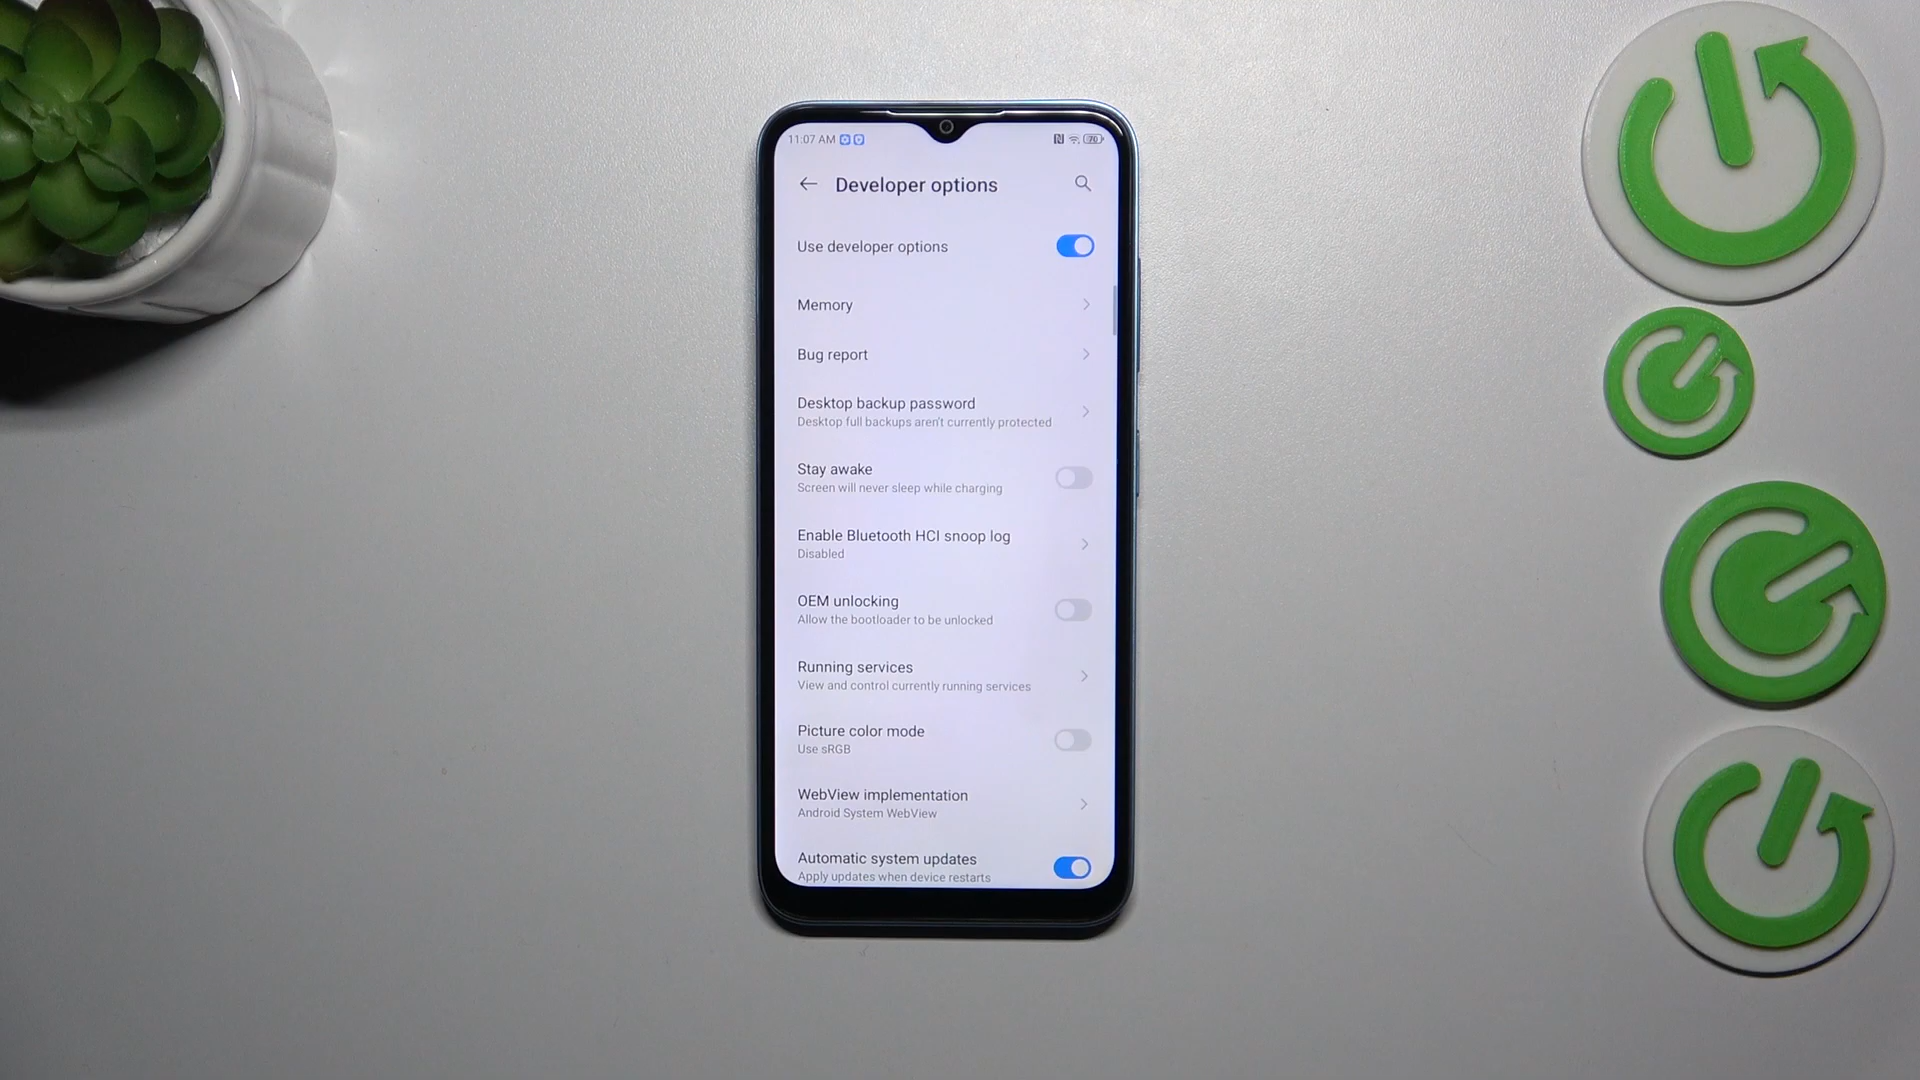 11:07 AM
70
Developer options
Use developer options
Memory
Bug report
Desktop backup password
Desktop full backups aren't currently protected
Stay awake
Screen will never sleep while charging
Enable Bluetooth HCI snoop log
Disabled
OEM unlocking
Allow the bootloader to be unlocked
Running services
View and control currently running services
Picture color mode
Use sRGB
WebView implementation
Android System WebView
Automatic system updates
Apply updates when device restarts